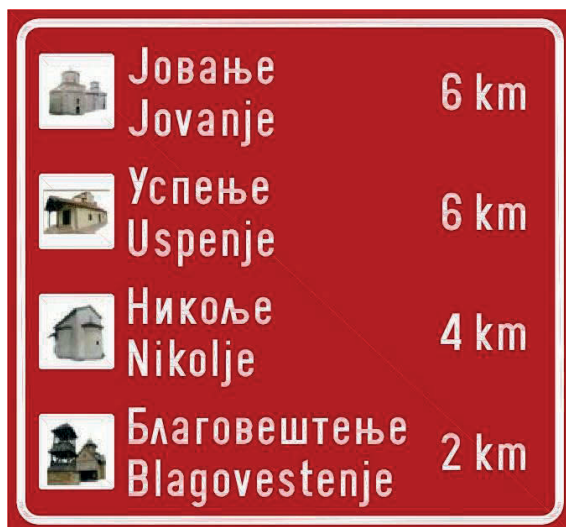 Јовање
Jovanje 6 km
Успење
Uspenje 6 km
Никоље
Nikolje 4 km
Благовештење
Blagovestenje 2 km